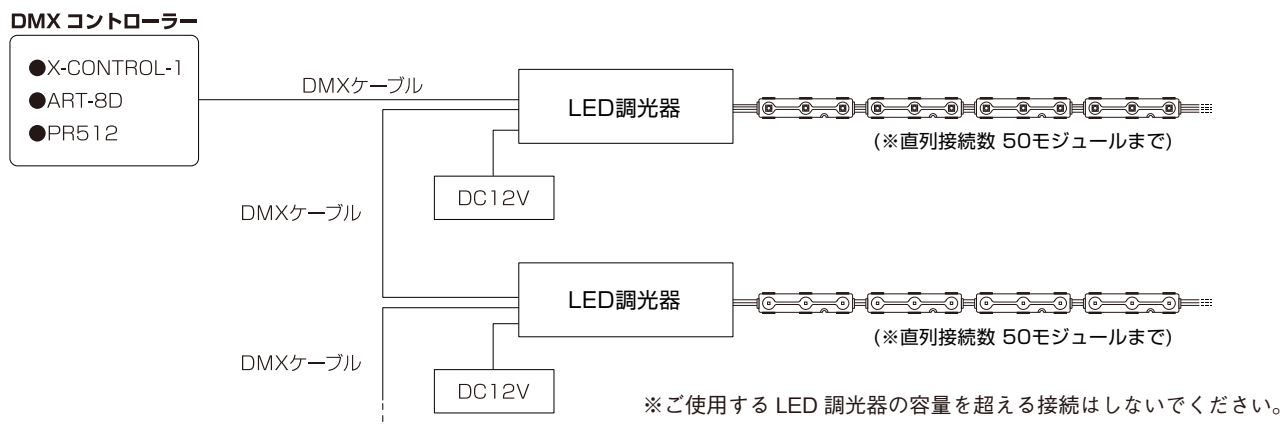 DMX コントローラー
●X-CONTROL-1
●ART-8D
●PR512
DMXケーブル
LED調光器
(※直列接続数 50モジュールまで)
DC12V
DMXケーブル
LED調光器
(※直列接続数 50モジュールまで)
DMXケーブル
DC12V
※ご使用する LED 調光器の容量を超える接続はしないでください。